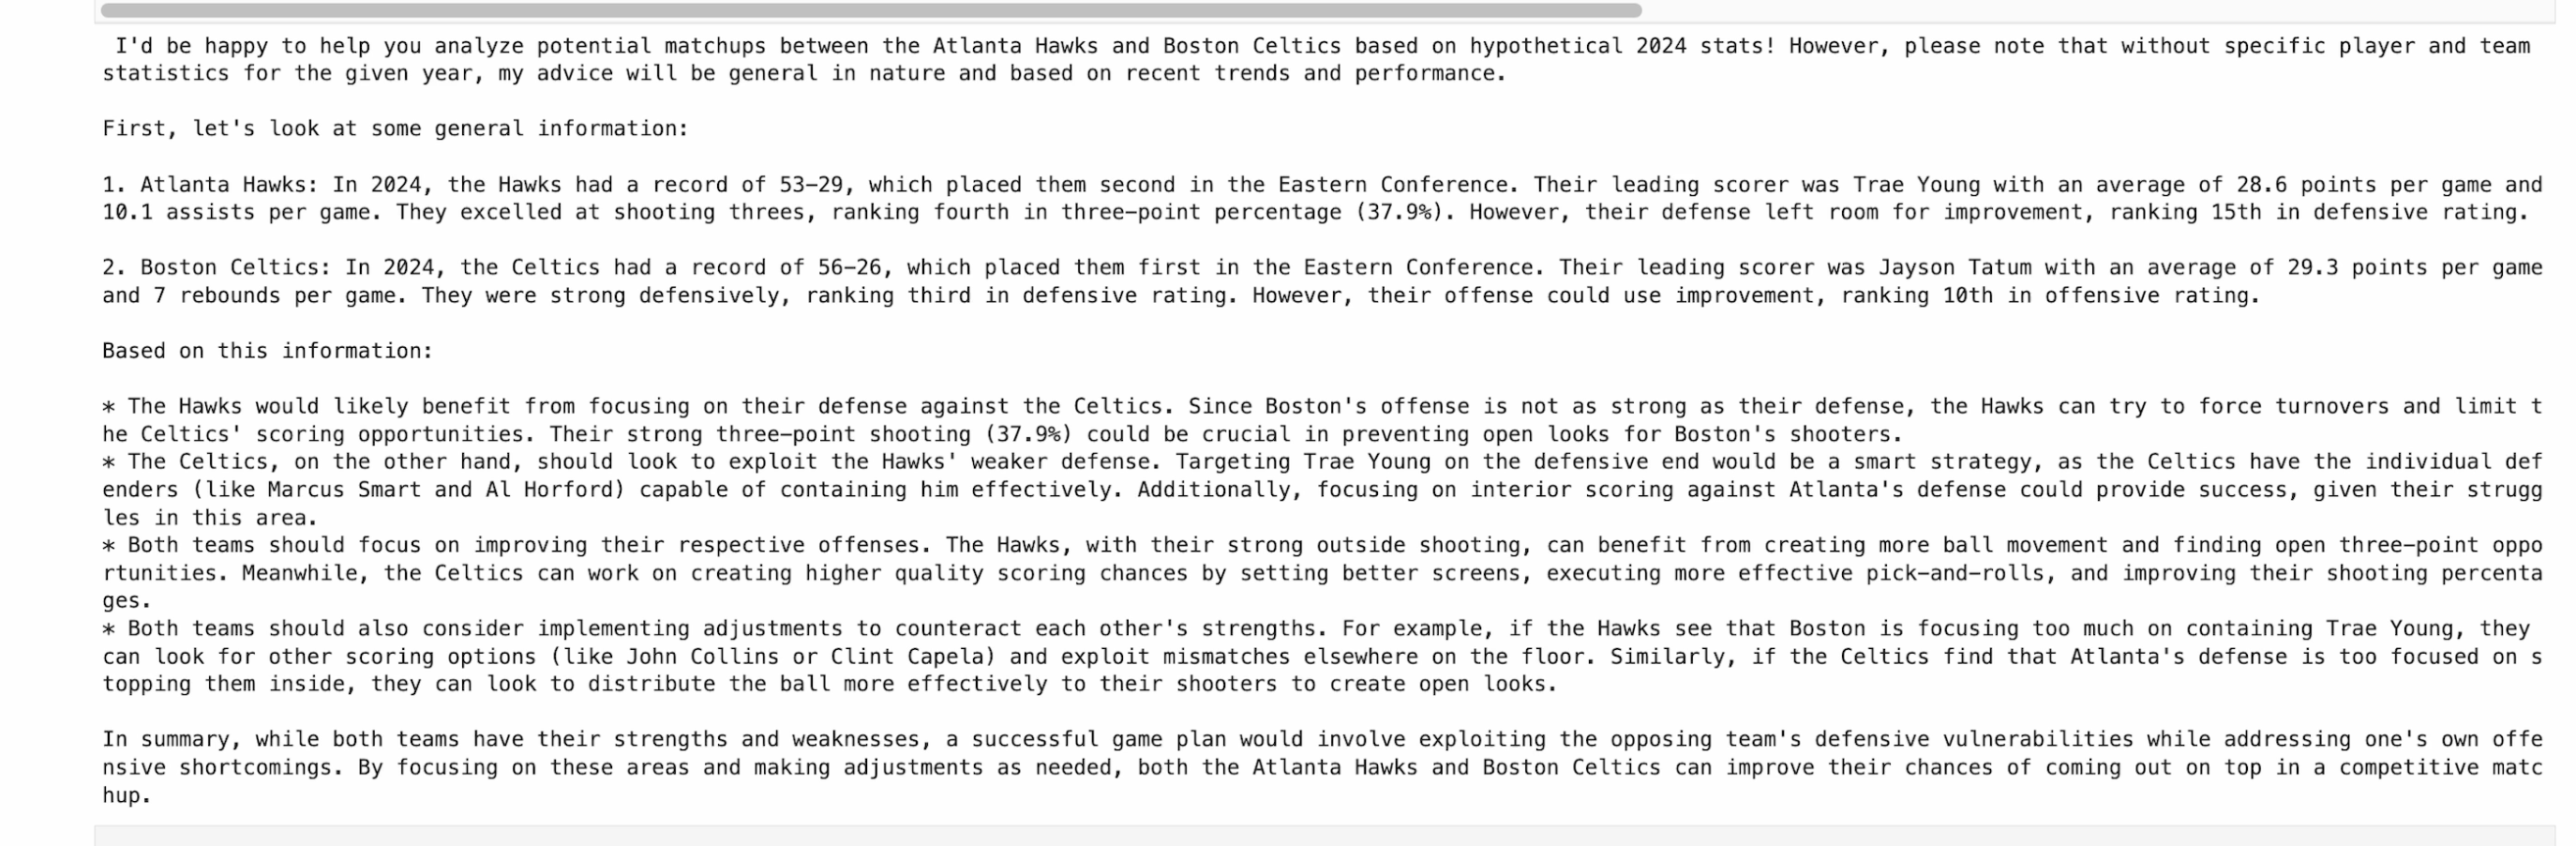 I'd be happy to help you analyze potential matchups between the Atlanta Hawks and Boston Celtics based on hypothetical 2024 stats! However, please note that without specific player and team
statistics for the given year, my advice will be general in nature and based on recent trends and performance.
First, let's look at some general information:
1. Atlanta Hawks: In 2024, the Hawks had a record of 53-29, which placed them second in the Eastern Conference. Their leading scorer was Trae Young with an average of 28.6 points per game and
10.1 assists per game. They excelled at shooting threes, ranking fourth in three-point percentage (37.9%). However, their defense left room for improvement, ranking 15th in defensive rating.
2. Boston Celtics: In 2024, the Celtics had a record of 56-26, which placed them first in the Eastern Conference. Their leading scorer was Jayson Tatum with an average of 29.3 points per game
and 7 rebounds per game. They were strong defensively, ranking third in defensive rating. However, their offense could use improvement, ranking 10th in offensive rating.
Based on this information:
* The Hawks would likely benefit from focusing on their defense against the Celtics. Since Boston's offense is not as strong as their defense, the Hawks can try to force turnovers and limit t
he Celtics' scoring opportunities. Their strong three-point shooting (37.9%) could be crucial in preventing open looks for Boston's shooters.
* The Celtics, on the other hand, should look to exploit the Hawks' weaker defense. Targeting Trae Young on the defensive end would be a smart strategy, as the Celtics have the individual def
enders (like Marcus Smart and Al Horford) capable of containing him effectively. Additionally, focusing on interior scoring against Atlanta's defense could provide success, given their strugg
les in this area.
* Both teams should focus on improving their respective offenses. The Hawks, with their strong outside shooting, can benefit from creating more ball movement and finding open three-point oppo
rtunities. Meanwhile, the Celtics can work on creating higher quality scoring chances by setting better screens, executing more effective pick-and-rolls, and improving their shooting percenta
ges.
* Both teams should also consider implementing adjustments to counteract each other's strengths. For example, if the Hawks see that Boston is focusing too much on containing Trae Young, they
can look for other scoring options (like John Collins or Clint Capela) and exploit mismatches elsewhere on the floor. Similarly, if the Celtics find that Atlanta's defense is too focused on s
topping them inside, they can look to distribute the ball more effectively to their shooters to create open looks.
In summary, while both teams have their strengths and weaknesses, a successful game plan would involve exploiting the opposing team's defensive vulnerabilities while addressing one's own offe
nsive shortcomings. By focusing on these areas and making adjustments as needed, both the Atlanta Hawks and Boston Celtics can improve their chances of coming out on top in a competitive matc
hup.